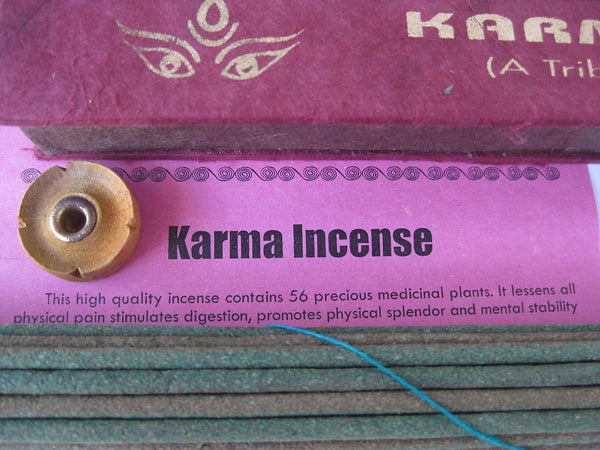 KARM
(A Trib
Karma Incense
This high quality incense contains 56 precious medicinal plants. It lessens all
physical pain stimulates digestion, promotes physical splendor and mental stability